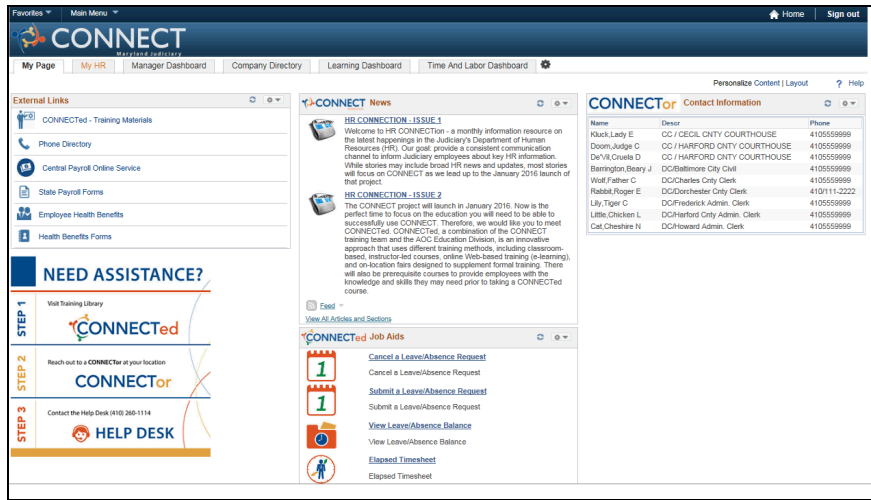 Favorites Main Menu
Home Sign out
CONNECT
Maryland Judiciary
My Page My HR Manager Dashboard Company Directory Learning Dashboard Time And Labor Dashboard
Personalize Content | Layout ? Help
External Links
CONNECTed - Training Materials
Phone Directory
Central Payroll Online Service
State Payroll Forms
Employee Health Benefits
Health Benefits Forms
NEED ASSISTANCE?
STEP 1
Visit Training Library
CONNECTed
STEP 2
Reach out to a CONNECTor at your location
CONNECTor
STEP 3
Contact the Help Desk (410) 260-1114
HELP DESK
CONNECT News
HR CONNECTION - ISSUE 1
Welcome to HR CONNECTion - a monthly information resource on
the latest happenings in the Judiciary's Department of Human
Resources (HR). Our goal: provide a consistent communication
channel to inform Judiciary employees about key HR information.
While stories may include broad HR news and updates, most stories
will focus on CONNECT as we lead up to the January 2016 launch of
that project.
HR CONNECTION - ISSUE 2
The CONNECT project will launch in January 2016. Now is the
perfect time to focus on the education you will need to be able to
successfully use CONNECT. Therefore, we would like you to meet
CONNECTed. CONNECTed, a combination of the CONNECT
training team and the AOC Education Division, is an innovative
approach that uses different training methods, including classroom-
based, instructor-led courses, online Web-based training (e-learning),
and on-location fairs designed to supplement formal training. There
will also be prerequisite courses to provide employees with the
knowledge and skills they may need prior to taking a CONNECTed
course.
Feed
View All Articles and Sections
CONNECTed Job Aids
1
Cancel a Leave/Absence Request
Cancel a Leave/Absence Request
1
Submit a Leave/Absence Request
Submit a Leave/Absence Request
View Leave/Absence Balance
View Leave/Absence Balance
Elapsed Timesheet
Elapsed Timesheet
CONNECTor Contact Information
Name Descr Phone
Kluck,Lady E CC / CECIL CNTY COURTHOUSE 4105559999
Doom,Judge C CC / HARFORD CNTY COURTHOUSE 4105559999
De'Vil,Cruela D CC / HARFORD CNTY COURTHOUSE 4105559999
Berrington,Beary J DC/Baltimore City Civil 4105559999
Wolf,Father C DC/Charles Cnty Clerk 4105559999
Rabbit,Roger E DC/Dorchester Cnty Clerk 410/111-2222
Lily,Tiger C DC/Frederick Admin. Clerk 4105559999
Little,Chicken L DC/Harford Cnty Admin. Clerk 4105559999
Cat,Cheshire N DC/Howard Admin. Clerk 4105559999